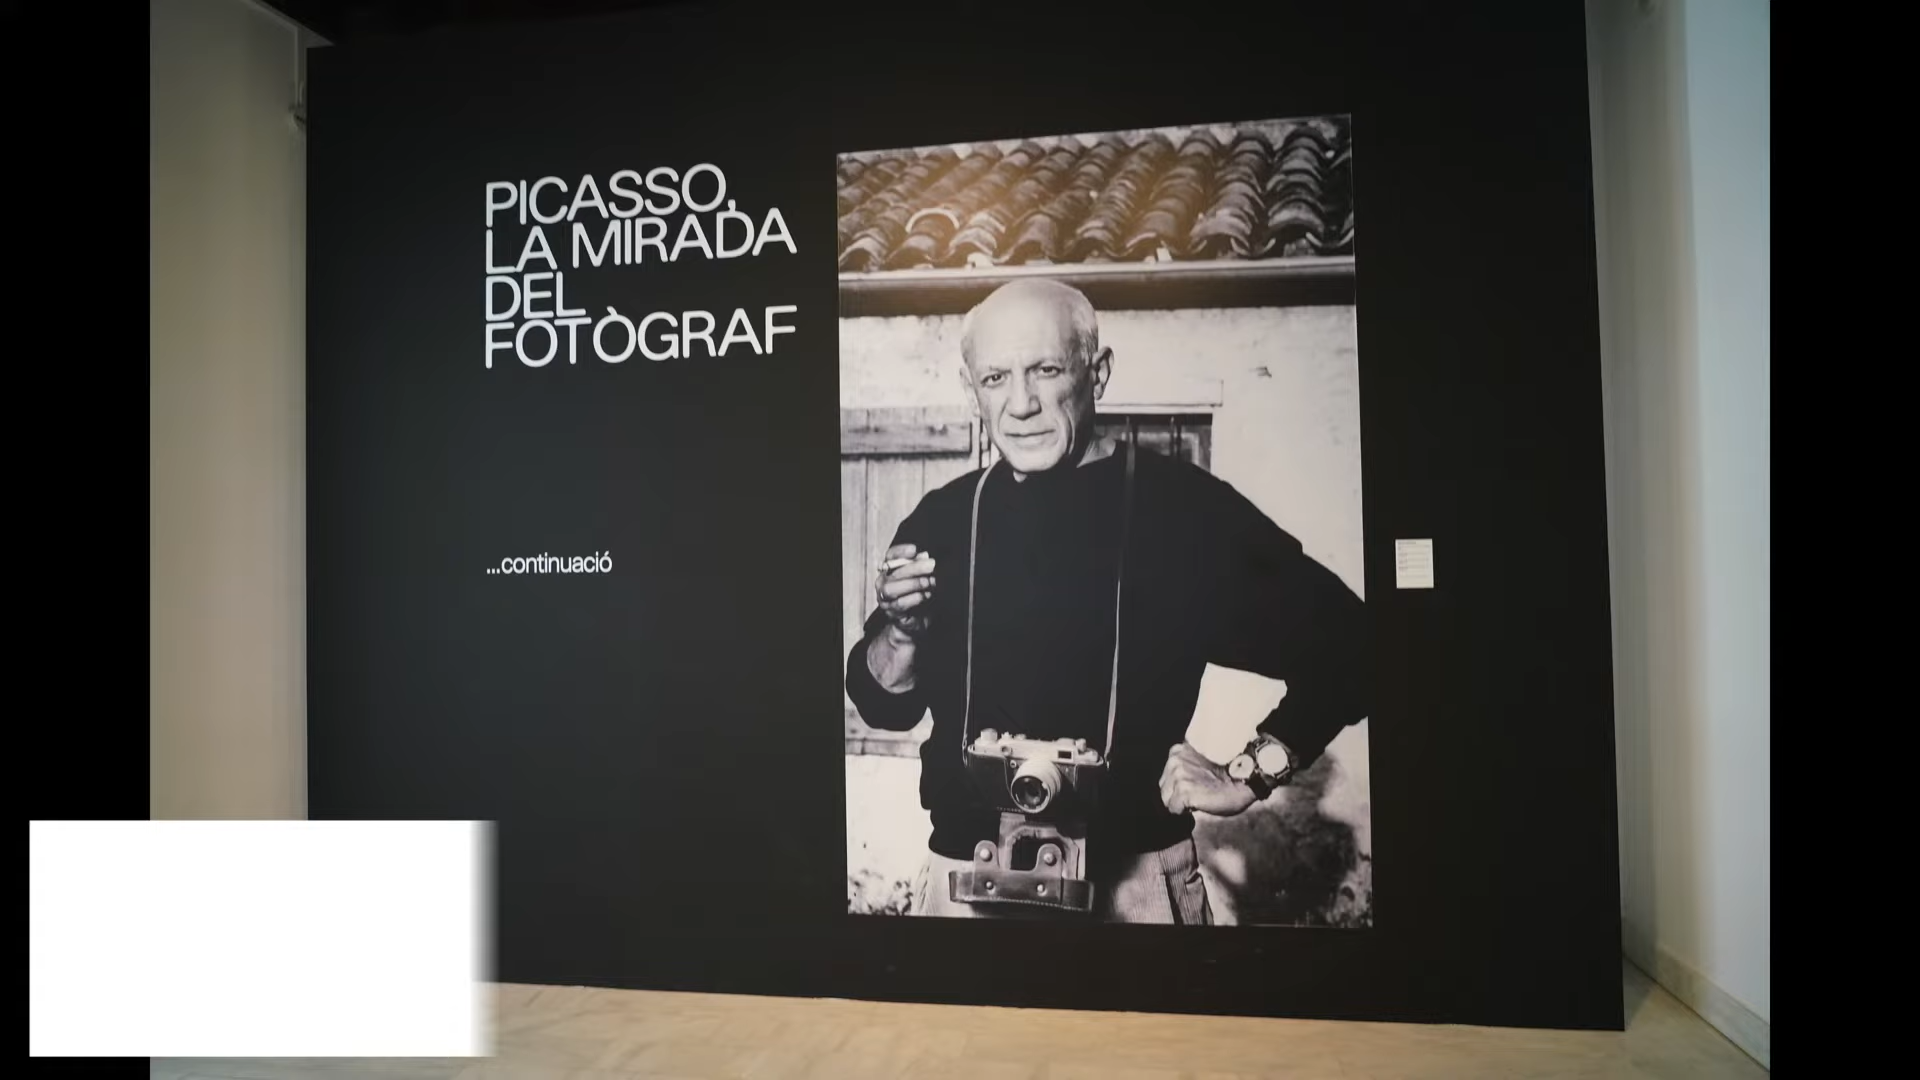 PICASSO,
LA MIRADA
DEL
FOTÒGRAF
...continuació